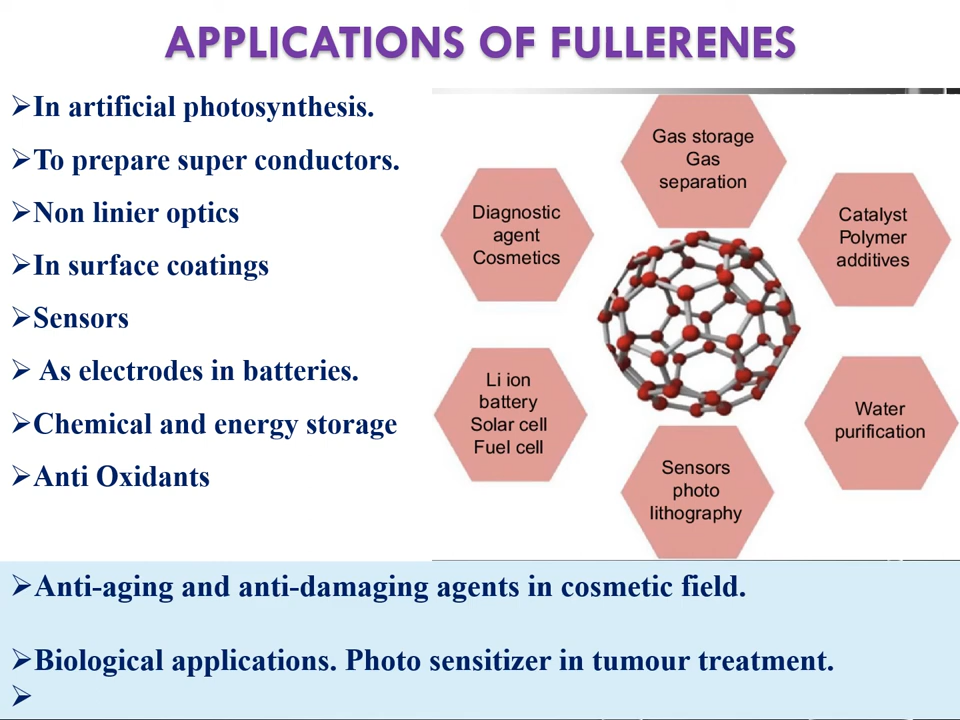 APPLICATIONS OF FULLERENES
➢In artificial photosynthesis.
➢To prepare super conductors.
➢Non linier optics
➢In surface coatings
➢Sensors
➢ As electrodes in batteries.
➢Chemical and energy storage
➢Anti Oxidants
Gas storage
Gas
separation
Diagnostic
agent
Cosmetics
Catalyst
Polymer
additives
Li ion
battery
Solar cell
Fuel cell
Water
purification
Sensors
photo
lithography
➢Anti-aging and anti-damaging agents in cosmetic field.
➢Biological applications. Photo sensitizer in tumour treatment.
➢